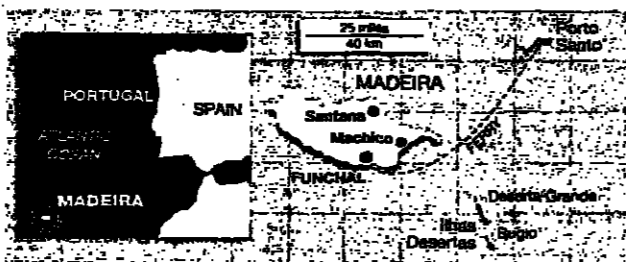 25 miles
40 km
Porto
Santo
MADEIRA
PORTUGAL
SPAIN
Santana
ATLANTIC
OCEAN
Machico
FERRY
FUNCHAL
MADEIRA
Deserta Grande
Ilhas
Desertas
Bugio